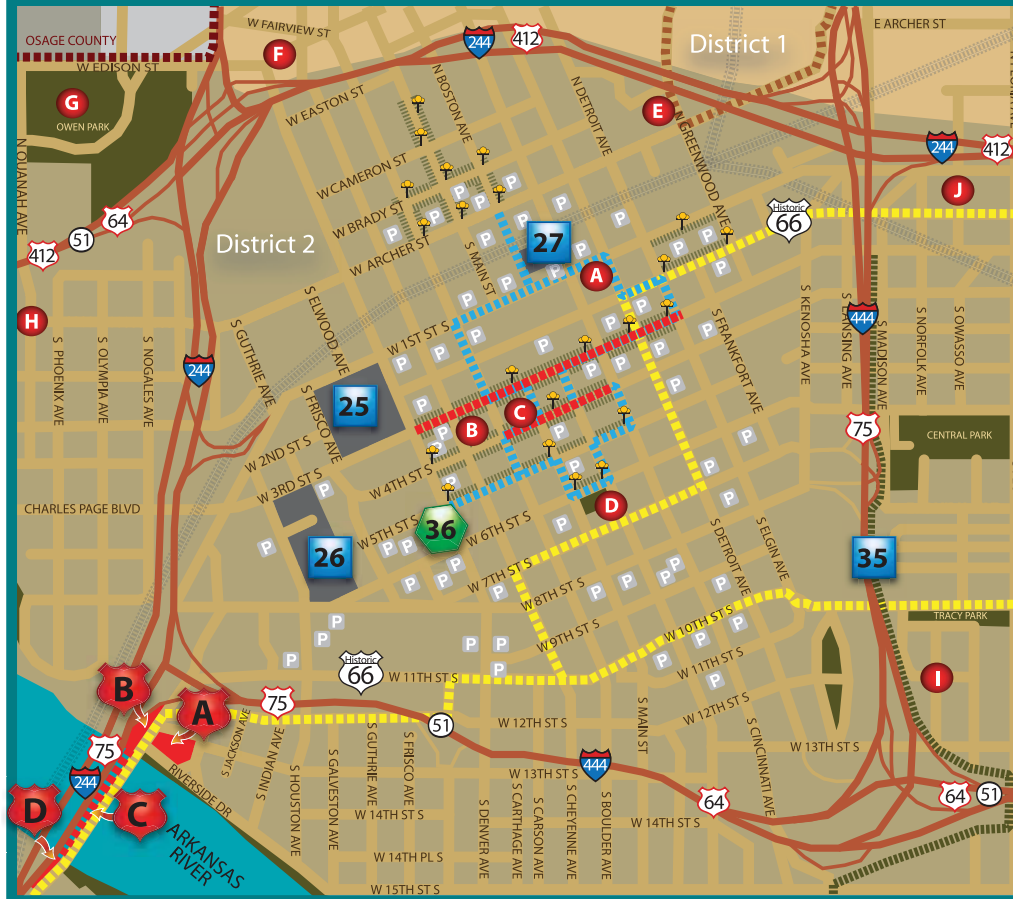 OSAGE COUNTY
W FAIRVIEW ST
244
412
District 1
E ARCHER ST
W EDISON ST
F
G
OWEN PARK
W EASTON ST
N BOSTON AVE
N DETROIT AVE
E
N GREENWOOD AVE
244
412
N QUANAH AVE
W CAMERON ST
J
64
51
412
W BRADY ST
Historic
66
District 2
27
W ARCHER ST
S MAIN ST
A
H
S ELWOOD AVE
W 1ST ST S
S GUTHRIE AVE
S PHOENIX AVE
S OLYMPIA AVE
S NOGALES AVE
244
S FRANKFORT AVE
S KENOSHA AVE
S LANSING AVE
444
S MADISON AVE
S NORFOLK AVE
S OWASSO AVE
25
S FRISCO AVE
B
C
75
CENTRAL PARK
W 2ND ST S
W 3RD ST S
W 4TH ST S
CHARLES PAGE BLVD
D
W 5TH ST S
36
W 6TH ST S
26
35
S DETROIT AVE
S ELGIN AVE
W 7TH ST S
W 8TH ST S
W 9TH ST S
W 10TH ST S
TRACY PARK
W 11TH ST S
Historic
66
W 11TH ST S
I
B
A
75
51
W 12TH ST S
S MAIN ST
W 12TH ST S
W 13TH ST S
S CINCINNATI AVE
75
244
S JACKSON AVE
S INDIAN AVE
RIVERSIDE DR
S HOUSTON AVE
S GALVESTON AVE
S GUTHRIE AVE
S FRISCO AVE
444
W 13TH ST S
D
C
64
64
51
W 14TH ST S
S DENVER AVE
S CARTHAGE AVE
S CARSON AVE
S CHEYENNE AVE
S BOULDER AVE
W 14TH ST S
ARKANSAS
RIVER
W 14TH PL S
W 15TH ST S